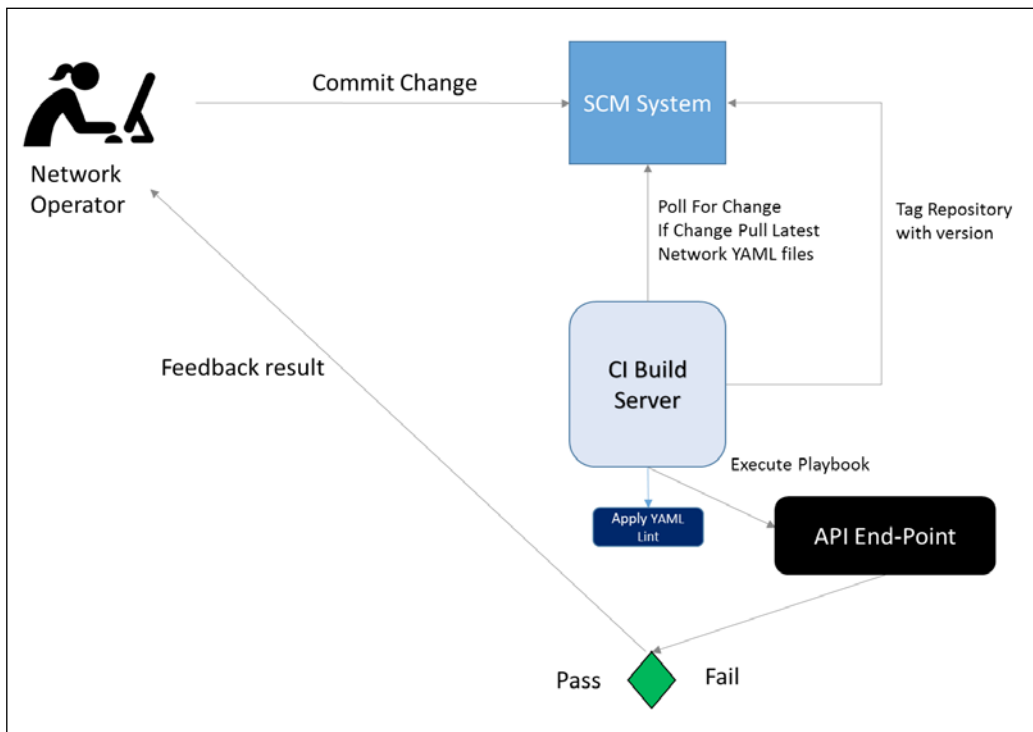 Commit Change
SCM System
Network
Operator
Poll For Change
If Change Pull Latest
Network YAML files
Tag Repository
with version
Feedback result
CI Build
Server
Execute Playbook
Apply YAML
Lint
API End-Point
Pass
Fail